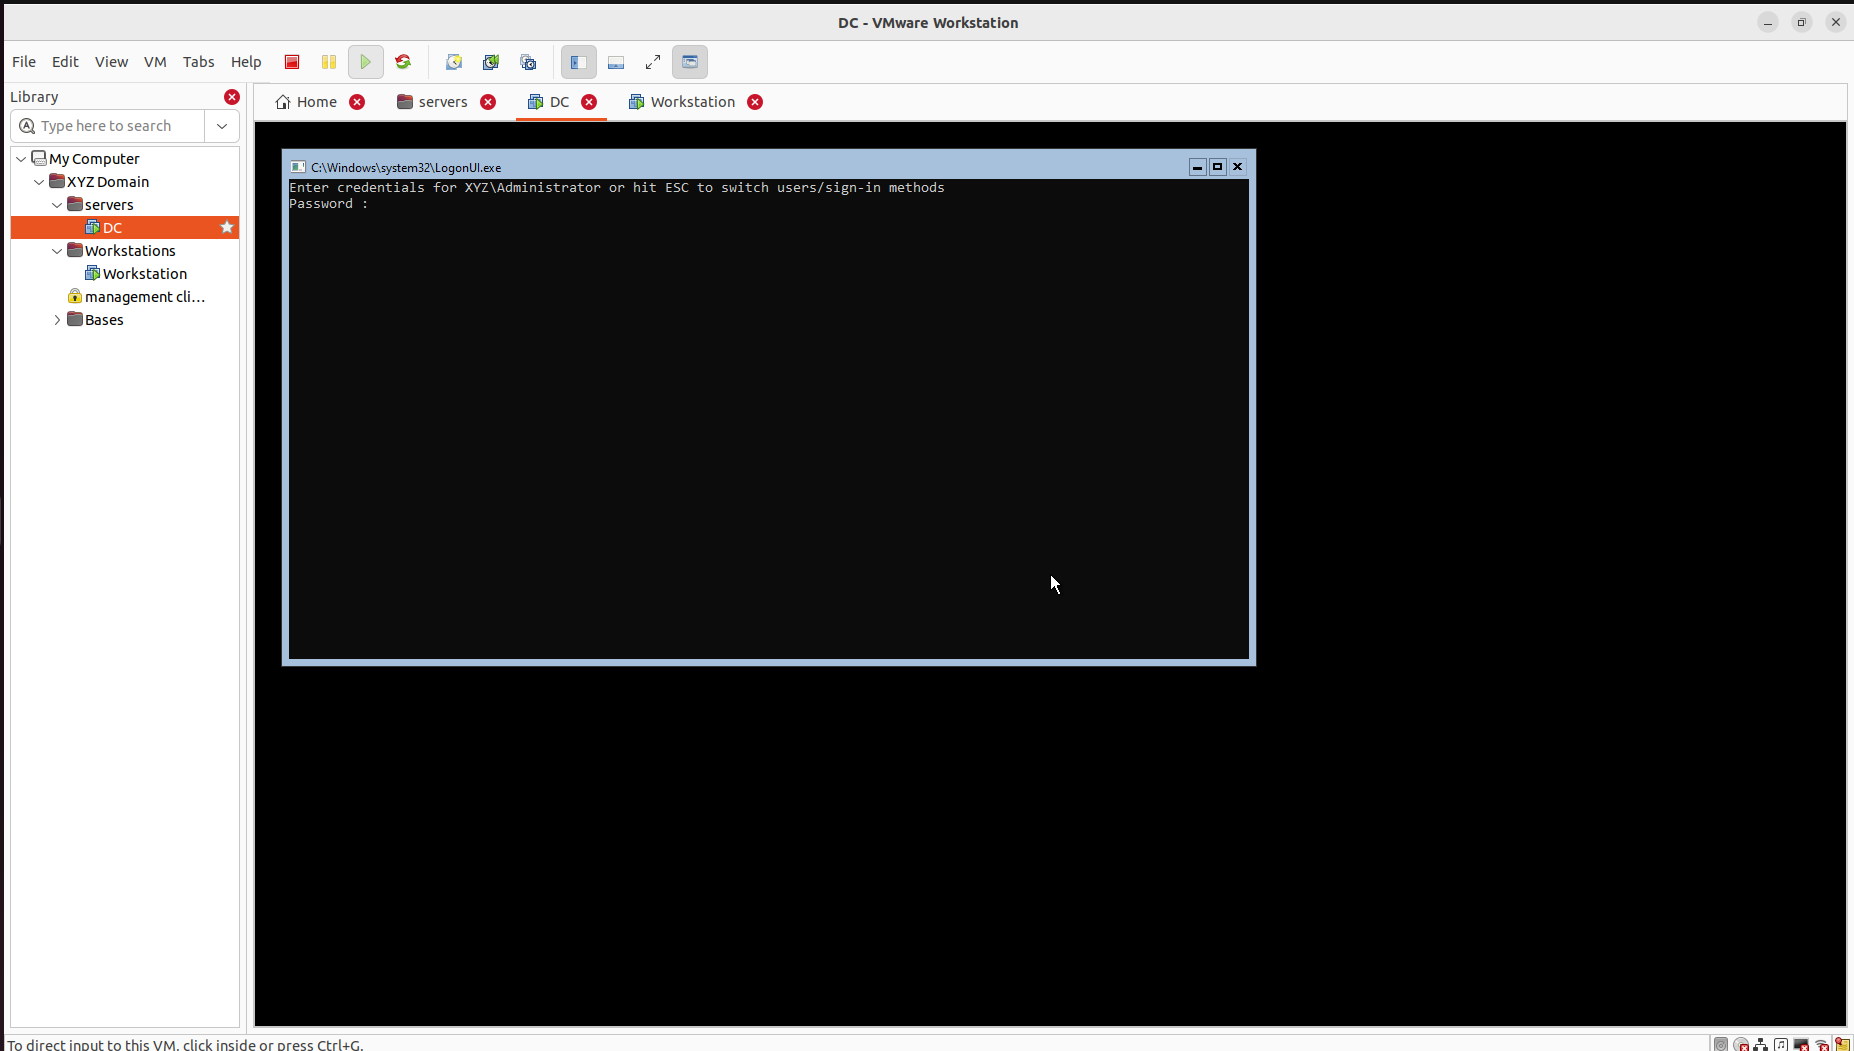 DC - VMware Workstation
File Edit View VM Tabs Help
Library
Type here to search
My Computer
XYZ Domain
servers
DC
Workstations
Workstation
management cli...
Bases
Home servers DC Workstation
C:\Windows\system32\LogonUI.exe
Enter credentials for XYZ\Administrator or hit ESC to switch users/sign-in methods
Password :
To direct input to this VM, click inside or press Ctrl+G.